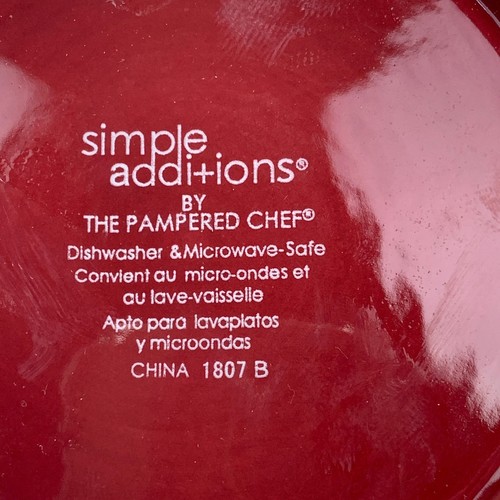 simple
additions®
BY
THE PAMPERED CHEF®
Dishwasher & Microwave-Safe
Convient au micro-ondes et
au lave-vaisselle
Apto para lavaplatos
y microondas
CHINA 1807 B